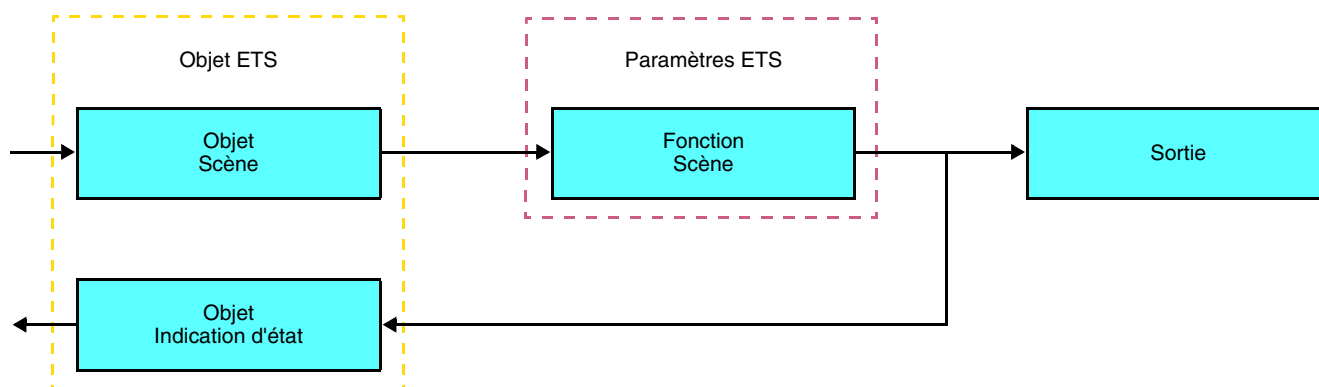 Objet ETS
Paramètres ETS
Objet
Scène
Fonction
Scène
Sortie
Objet
Indication d'état